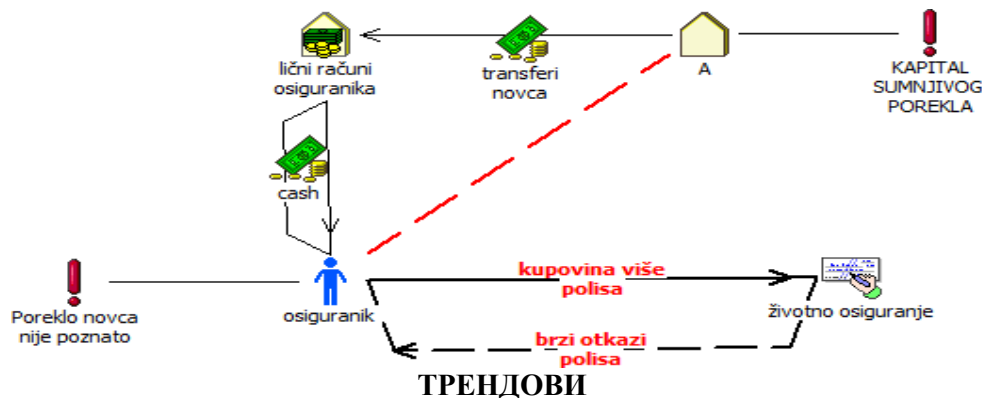 lični računi
osiguranika
transferi
novca
A
KAPITAL
SUMNJIVOG
POREKLA
cash
Poreklo novca
nije poznato
osiguranik
kupovina više
polisa
životno osiguranje
brzi otkazi
polisa
ТРЕНДОВИ